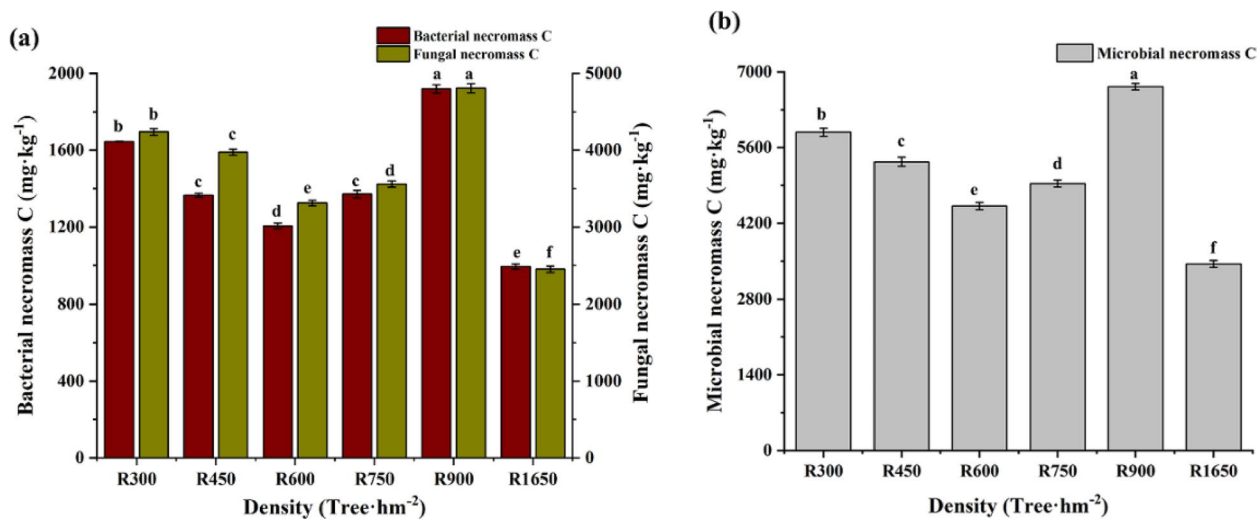 (a)
Bacterial necromass C
Fungal necromass C
2000
1600
1200
800
400
0
Bacterial necromass C (mg·kg⁻¹)
5000
4000
3000
2000
1000
0
Fungal necromass C (mg·kg⁻¹)
b b c c d e c d a a e f
R300 R450 R600 R750 R900 R1650
Density (Tree·hm⁻²)
(b)
Microbial necromass C
7000
5600
4200
2800
1400
0
Microbial necromass C (mg·kg⁻¹)
b c e d a f
R300 R450 R600 R750 R900 R1650
Density (Tree·hm⁻²)